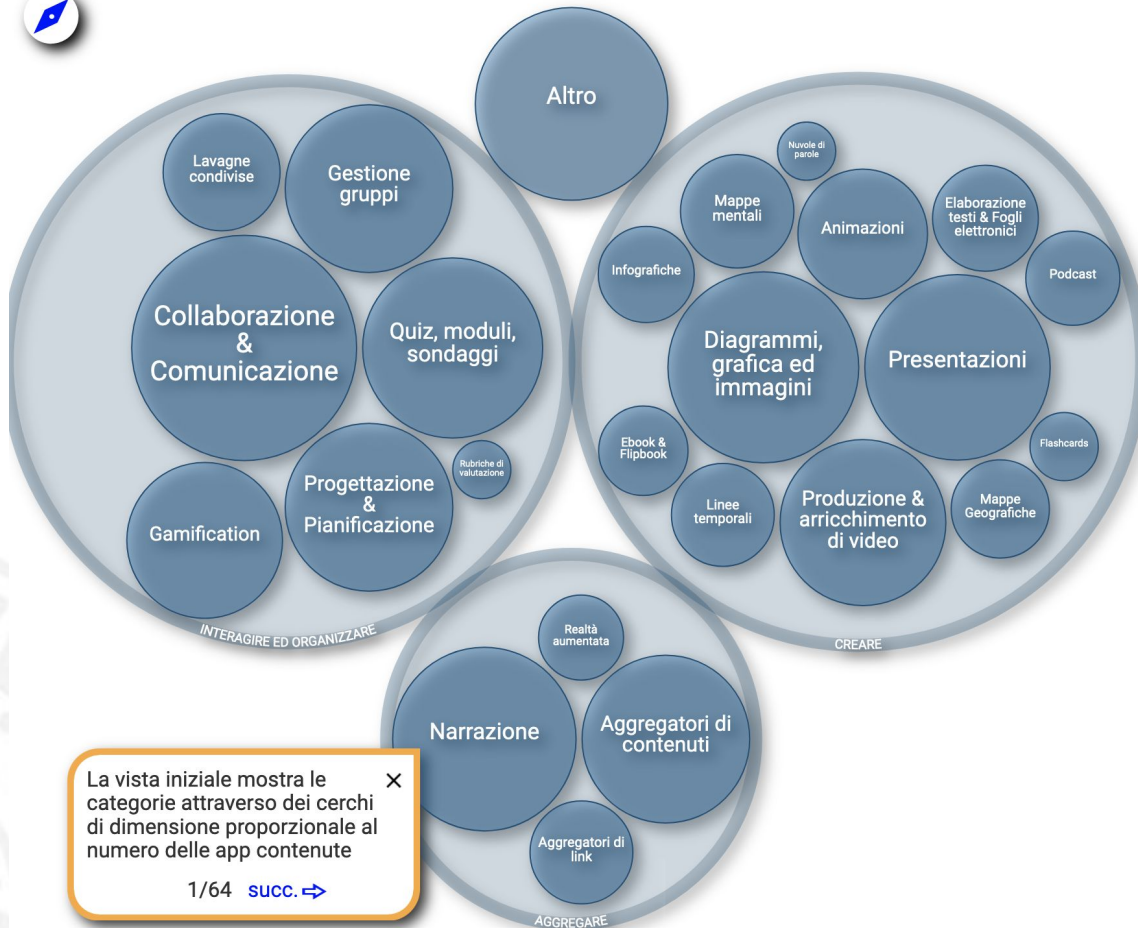 Altro
Lavagne
condivise
Gestione
gruppi
Collaborazione
&
Comunicazione
Quiz, moduli,
sondaggi
Progettazione
&
Pianificazione
Rubriche di
valutazione
Gamification
INTERAGIRE ED ORGANIZZARE
Nuvole di
parole
Mappe
mentali
Animazioni
Elaborazione
testi & Fogli
elettronici
Infografiche
Podcast
Diagrammi,
grafica ed
immagini
Presentazioni
Ebook &
Flipbook
Flashcards
Linee
temporali
Produzione &
arricchimento
di video
Mappe
Geografiche
CREARE
Realtà
aumentata
Narrazione
Aggregatori di
contenuti
Aggregatori di
link
AGGREGARE
La vista iniziale mostra le
categorie attraverso dei cerchi
di dimensione proporzionale al
numero delle app contenute
1/64 succ.